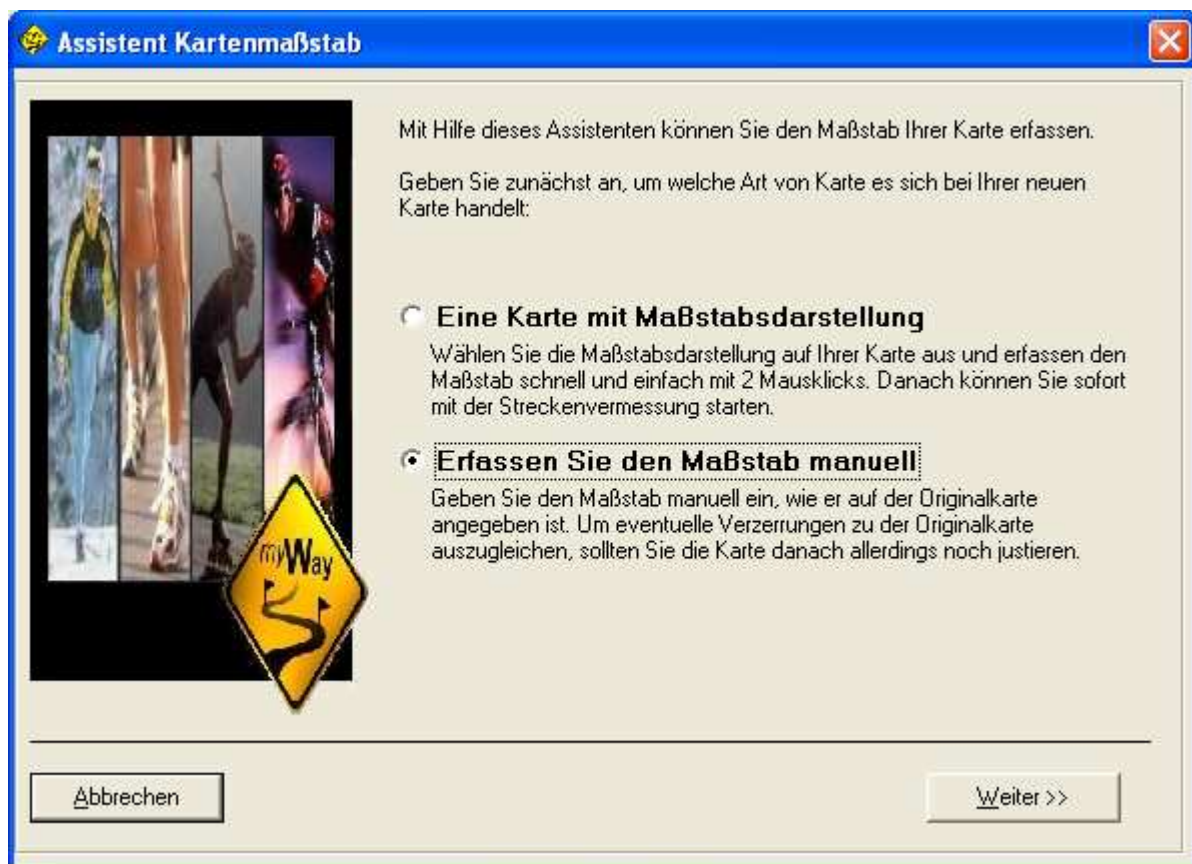 Assistent Kartenmaßstab
Mit Hilfe dieses Assistenten können Sie den Maßstab Ihrer Karte erfassen.
Geben Sie zunächst an, um welche Art von Karte es sich bei Ihrer neuen
Karte handelt:
Eine Karte mit Maßstabsdarstellung
Wählen Sie die Maßstabsdarstellung auf Ihrer Karte aus und erfassen den
Maßstab schnell und einfach mit 2 Mausklicks. Danach können Sie sofort
mit der Streckenvermessung starten.
Erfassen Sie den Maßstab manuell
Geben Sie den Maßstab manuell ein, wie er auf der Originalkarte
angegeben ist. Um eventuelle Verzerrungen zu der Originalkarte
auszugleichen, sollten Sie die Karte danach allerdings noch justieren.
myWay
Abbrechen
Weiter >>